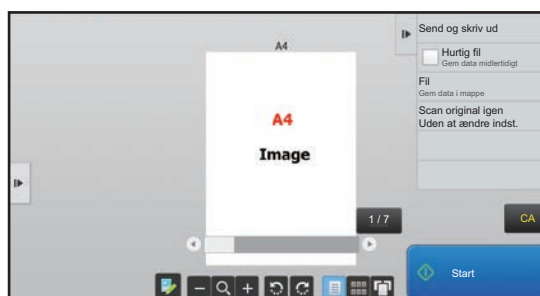 A4
A4
Image
1 / 7
Send og skriv ud
Hurtig fil
Gem data midlertidigt
Fil
Gem data i mappe
Scan original igen
Uden at ændre indst.
CA
Start